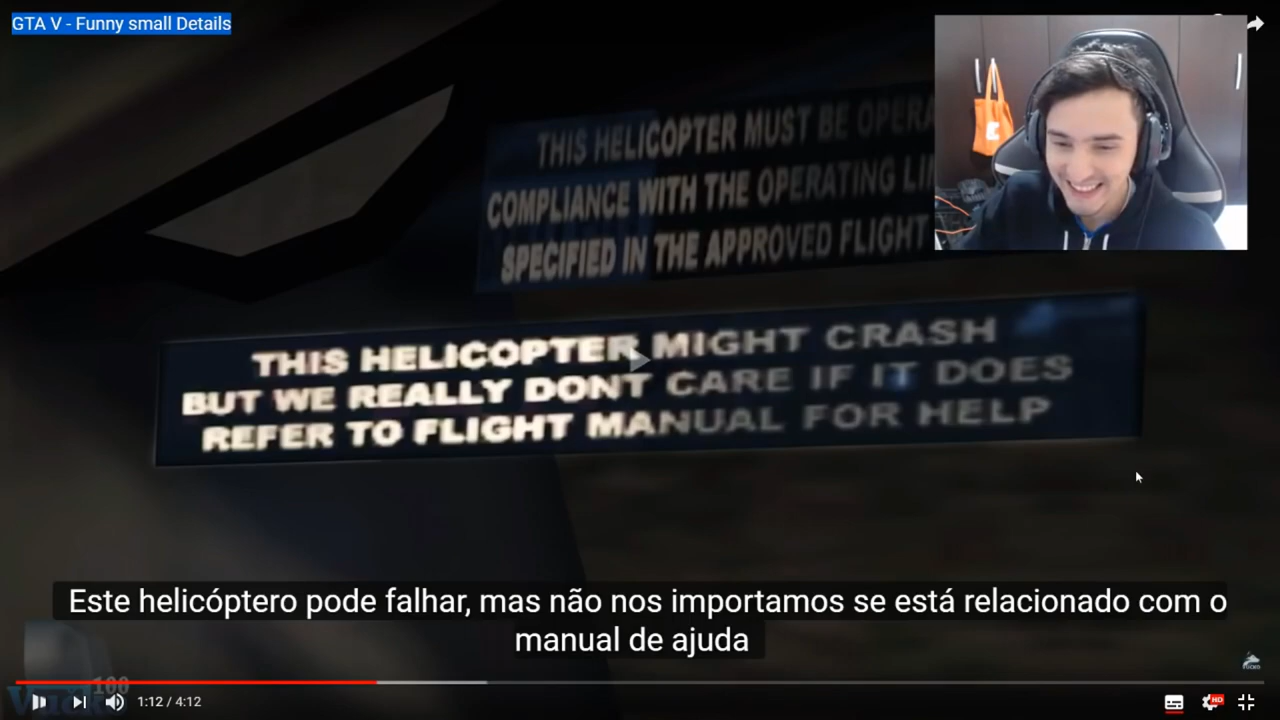 GTA V - Funny small Details
THIS HELICOPTER MUST BE OPERA
COMPLIANCE WITH THE OPERATING LI
SPECIFIED IN THE APPROVED FLIGHT
THIS HELICOPTER MIGHT CRASH
BUT WE REALLY DONT CARE IF IT DOES
REFER TO FLIGHT MANUAL FOR HELP
Este helicóptero pode falhar, mas não nos importamos se está relacionado com o
manual de ajuda
100
1:12 / 4:12
HD